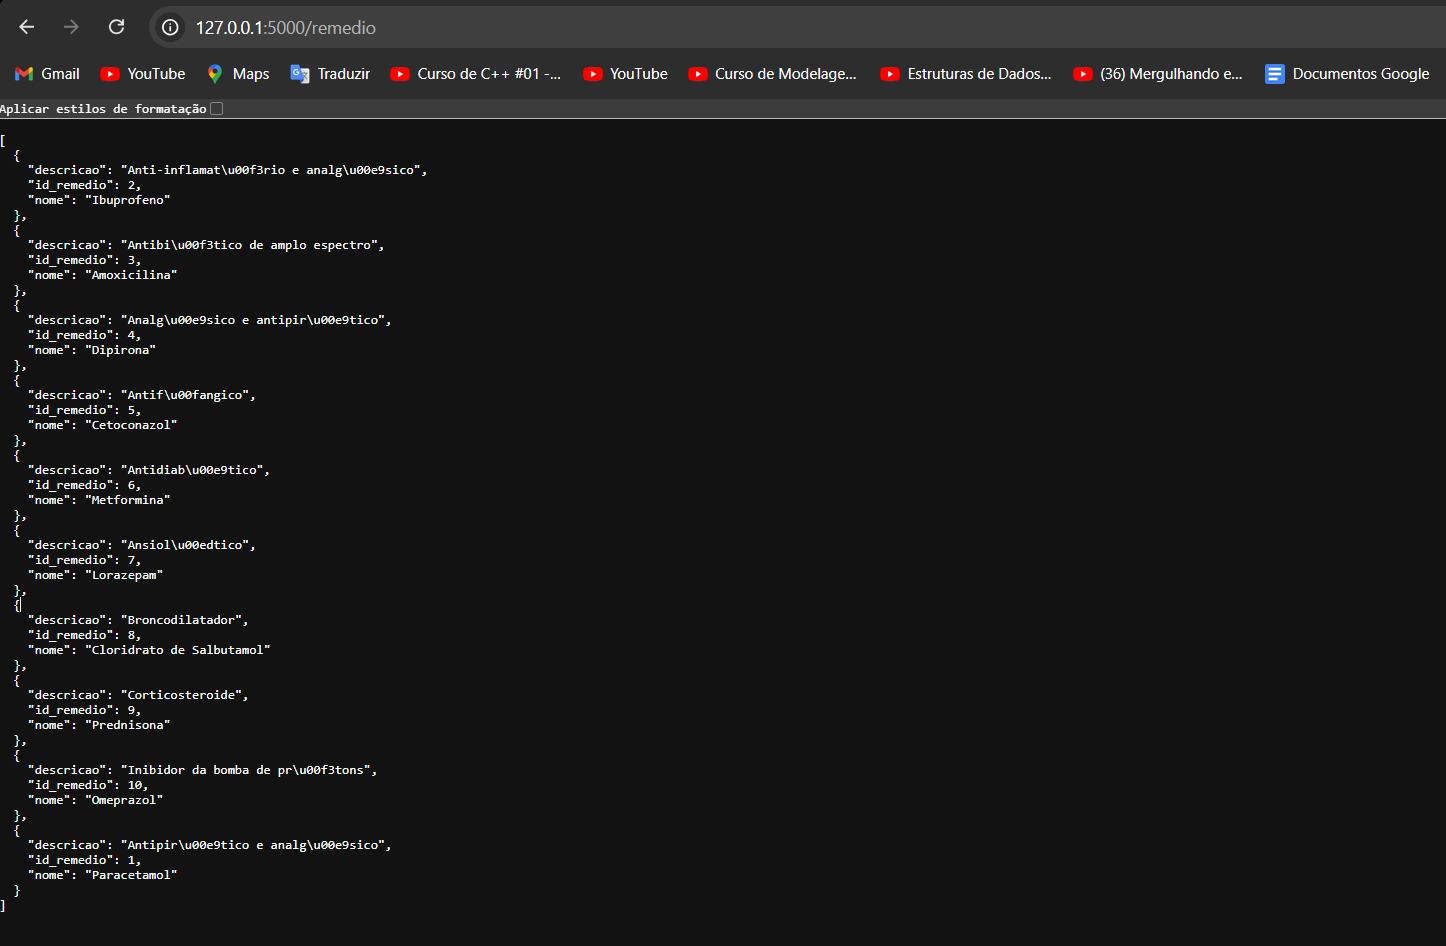 127.0.0.1:5000/remedio
Gmail YouTube Maps Traduzir Curso de C++ #01 -... YouTube Curso de Modelage... Estruturas de Dados... (36) Mergulhando e... Documentos Google
Aplicar estilos de formatação
[
  {
    "descricao": "Anti-inflamat\u00f3rio e analg\u00e9sico",
    "id_remedio": 2,
    "nome": "Ibuprofeno"
  },
  {
    "descricao": "Antibi\u00f3tico de amplo espectro",
    "id_remedio": 3,
    "nome": "Amoxicilina"
  },
  {
    "descricao": "Analg\u00e9sico e antipir\u00e9tico",
    "id_remedio": 4,
    "nome": "Dipirona"
  },
  {
    "descricao": "Antif\u00fangico",
    "id_remedio": 5,
    "nome": "Cetoconazol"
  },
  {
    "descricao": "Antidiab\u00e9tico",
    "id_remedio": 6,
    "nome": "Metformina"
  },
  {
    "descricao": "Ansiol\u00edtico",
    "id_remedio": 7,
    "nome": "Lorazepam"
  },
  {
    "descricao": "Broncodilatador",
    "id_remedio": 8,
    "nome": "Cloridrato de Salbutamol"
  },
  {
    "descricao": "Corticosteroide",
    "id_remedio": 9,
    "nome": "Prednisona"
  },
  {
    "descricao": "Inibidor da bomba de pr\u00f3tons",
    "id_remedio": 10,
    "nome": "Omeprazol"
  },
  {
    "descricao": "Antipir\u00e9tico e analg\u00e9sico",
    "id_remedio": 1,
    "nome": "Paracetamol"
  }
]